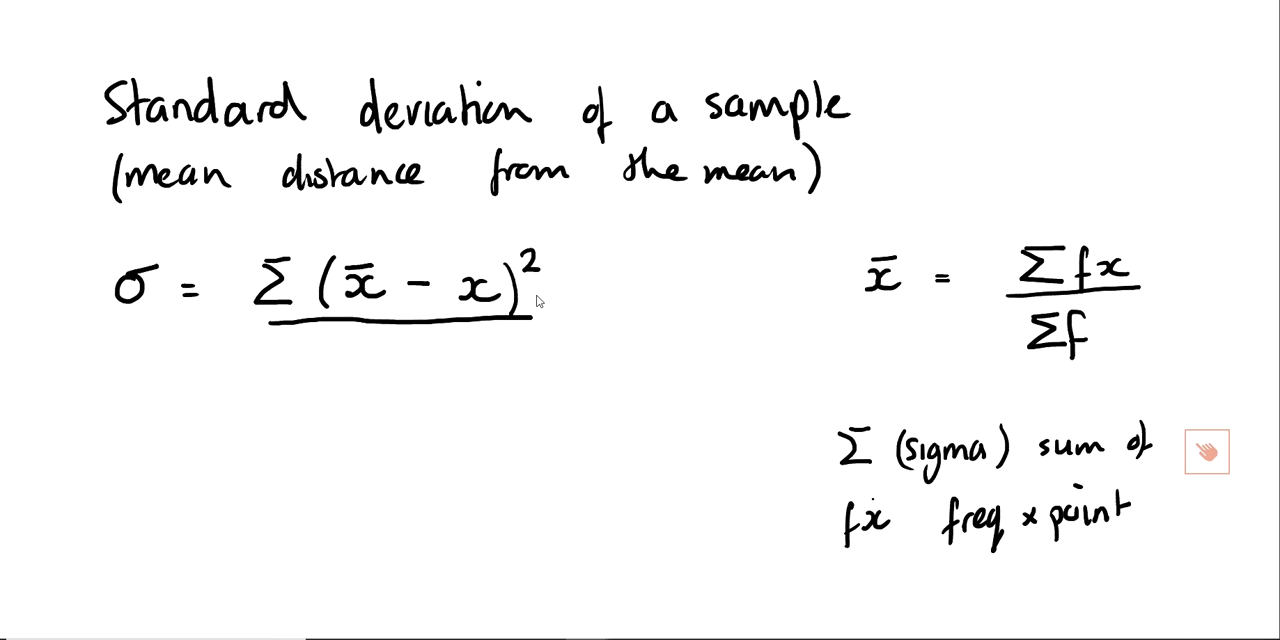 Standard deviation of a sample
(mean distance from the mean)
σ = Σ (x̄ - x)²
x̄ = Σfx / Σf
Σ (sigma) sum of
fx freq × point